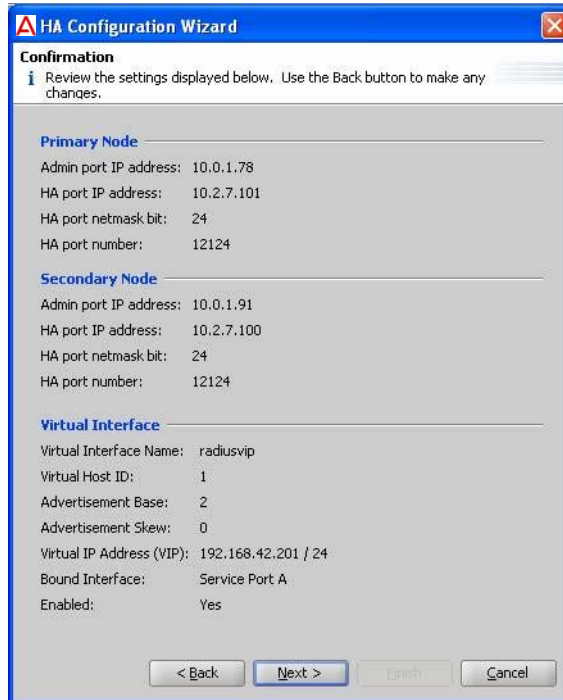 HA Configuration Wizard
Confirmation
i Review the settings displayed below. Use the Back button to make any
changes.
Primary Node
Admin port IP address: 10.0.1.78
HA port IP address: 10.2.7.101
HA port netmask bit: 24
HA port number: 12124
Secondary Node
Admin port IP address: 10.0.1.91
HA port IP address: 10.2.7.100
HA port netmask bit: 24
HA port number: 12124
Virtual Interface
Virtual Interface Name: radiusvip
Virtual Host ID: 1
Advertisement Base: 2
Advertisement Skew: 0
Virtual IP Address (VIP): 192.168.42.201 / 24
Bound Interface: Service Port A
Enabled: Yes
< Back Next > Finish Cancel